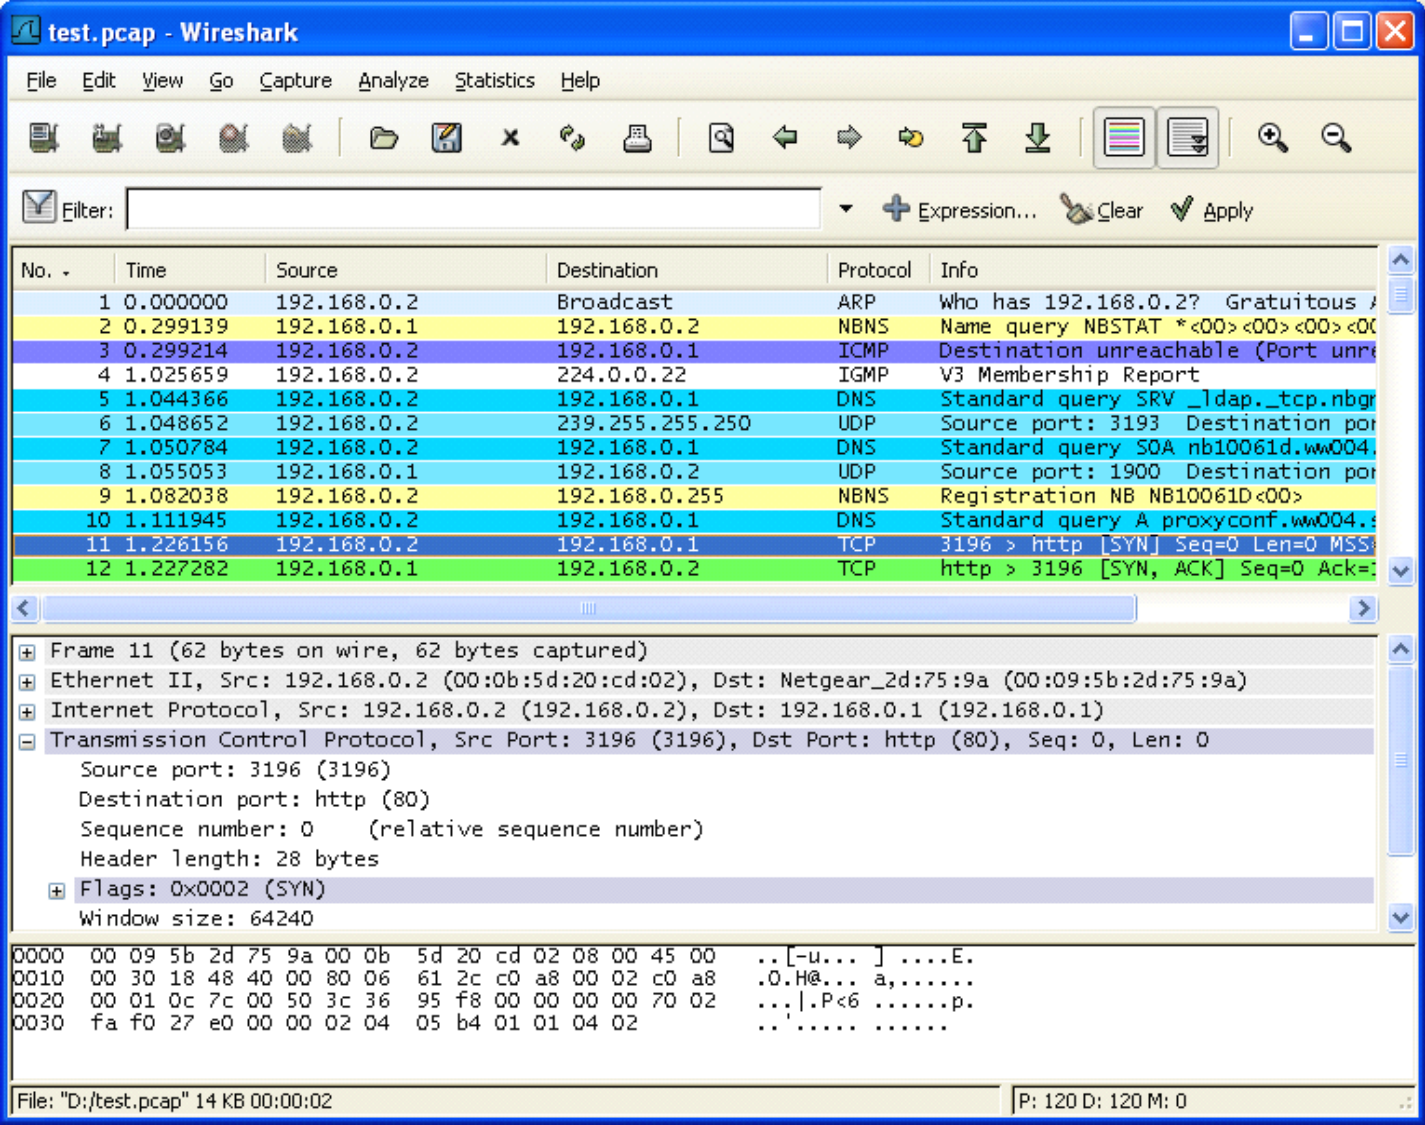 test.pcap - Wireshark
File Edit View Go Capture Analyze Statistics Help
Filter: Expression... Clear Apply
No. Time Source Destination Protocol Info
1 0.000000 192.168.0.2 Broadcast ARP Who has 192.168.0.2? Gratuitous A
2 0.299139 192.168.0.1 192.168.0.2 NBNS Name query NBSTAT *<00><00><00><00
3 0.299214 192.168.0.2 192.168.0.1 ICMP Destination unreachable (Port unre
4 1.025659 192.168.0.2 224.0.0.22 IGMP V3 Membership Report
5 1.044366 192.168.0.2 192.168.0.1 DNS Standard query SRV _ldap._tcp.nbgm
6 1.048652 192.168.0.2 239.255.255.250 UDP Source port: 3193 Destination por
7 1.050784 192.168.0.2 192.168.0.1 DNS Standard query SOA nb10061d.ww004.
8 1.055053 192.168.0.1 192.168.0.2 UDP Source port: 1900 Destination por
9 1.082038 192.168.0.2 192.168.0.255 NBNS Registration NB NB10061D<00>
10 1.111945 192.168.0.2 192.168.0.1 DNS Standard query A proxyconf.ww004.s
11 1.226156 192.168.0.2 192.168.0.1 TCP 3196 > http [SYN] Seq=0 Len=0 MSS=
12 1.227282 192.168.0.1 192.168.0.2 TCP http > 3196 [SYN, ACK] Seq=0 Ack=1
Frame 11 (62 bytes on wire, 62 bytes captured)
Ethernet II, Src: 192.168.0.2 (00:0b:5d:20:cd:02), Dst: Netgear_2d:75:9a (00:09:5b:2d:75:9a)
Internet Protocol, Src: 192.168.0.2 (192.168.0.2), Dst: 192.168.0.1 (192.168.0.1)
Transmission Control Protocol, Src Port: 3196 (3196), Dst Port: http (80), Seq: 0, Len: 0
Source port: 3196 (3196)
Destination port: http (80)
Sequence number: 0 (relative sequence number)
Header length: 28 bytes
Flags: 0x0002 (SYN)
Window size: 64240
0000 00 09 5b 2d 75 9a 00 0b 5d 20 cd 02 08 00 45 00 ..[-u... ] ....E.
0010 00 30 18 48 40 00 80 06 61 2c c0 a8 00 02 c0 a8 .0.H@... a,......
0020 00 01 0c 7c 00 50 3c 36 95 f8 00 00 00 00 70 02 ...|.P<6 ......p.
0030 fa f0 27 e0 00 00 02 04 05 b4 01 01 04 02 ..'..... ......
File: "D:/test.pcap" 14 KB 00:00:02
P: 120 D: 120 M: 0